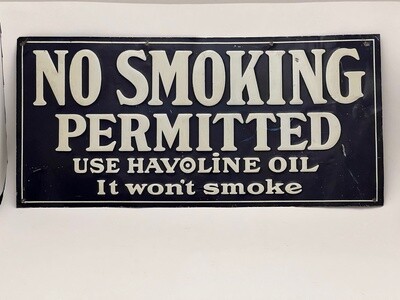 NO SMOKING
PERMITTED
USE HAVOLINE OIL
It won't smoke